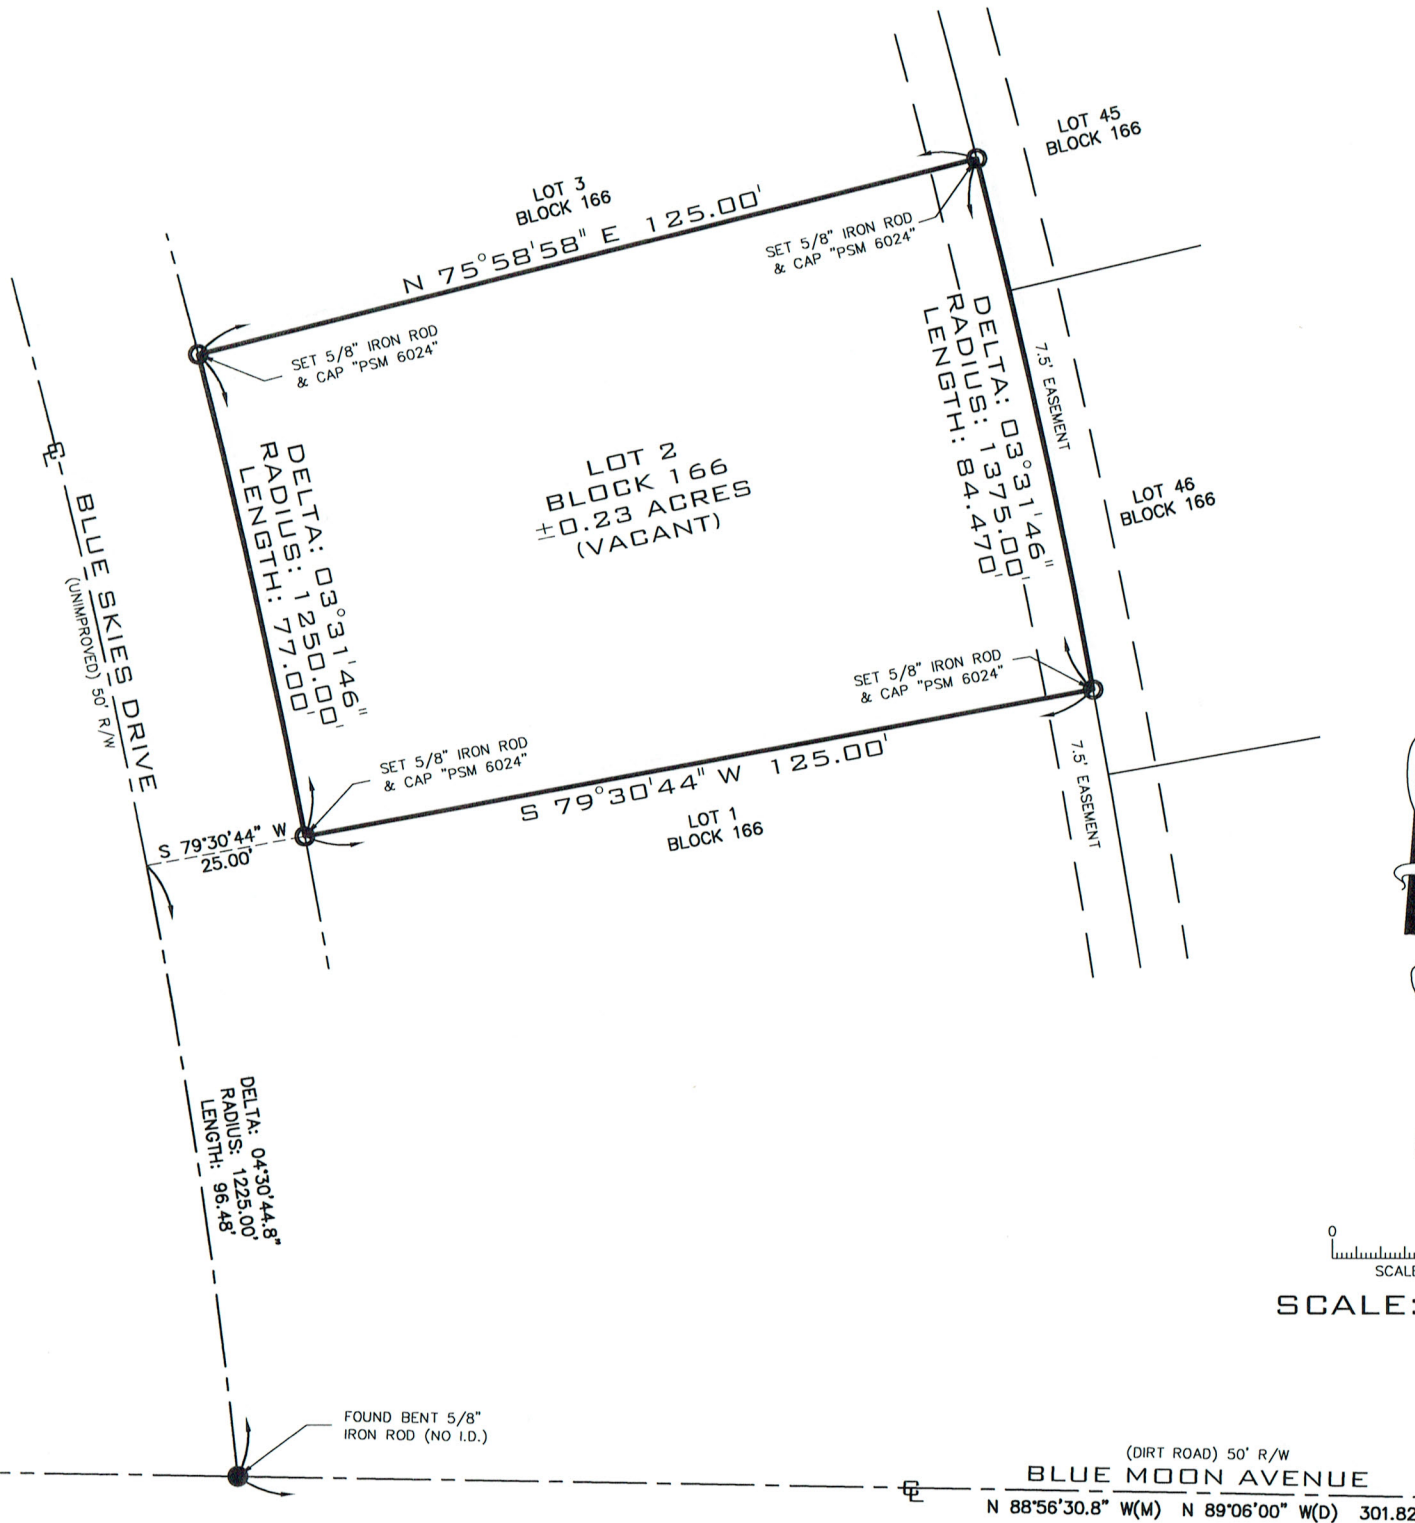 LOT 45
BLOCK 166
LOT 3
BLOCK 166
N 75°58'58" E 125.00'
SET 5/8" IRON ROD
& CAP "PSM 6024"
SET 5/8" IRON ROD
& CAP "PSM 6024"
DELTA: 03°31'46"
RADIUS: 1375.00'
LENGTH: 84.470'
7.5' EASEMENT
LOT 2
BLOCK 166
±0.23 ACRES
(VACANT)
DELTA: 03°31'46"
RADIUS: 1250.00'
LENGTH: 77.00'
LOT 46
BLOCK 166
BLUE SKIES DRIVE
(UNIMPROVED) 50' R/W
SET 5/8" IRON ROD
& CAP "PSM 6024"
SET 5/8" IRON ROD
& CAP "PSM 6024"
S 79°30'44" W 125.00'
7.5' EASEMENT
LOT 1
BLOCK 166
S 79°30'44" W
25.00'
DELTA: 04°30'44.8"
RADIUS: 1225.00'
LENGTH: 96.48'
0
SCALE
SCALE:
FOUND BENT 5/8"
IRON ROD (NO I.D.)
(DIRT ROAD) 50' R/W
BLUE MOON AVENUE
N 88°56'30.8" W(M) N 89°06'00" W(D) 301.82